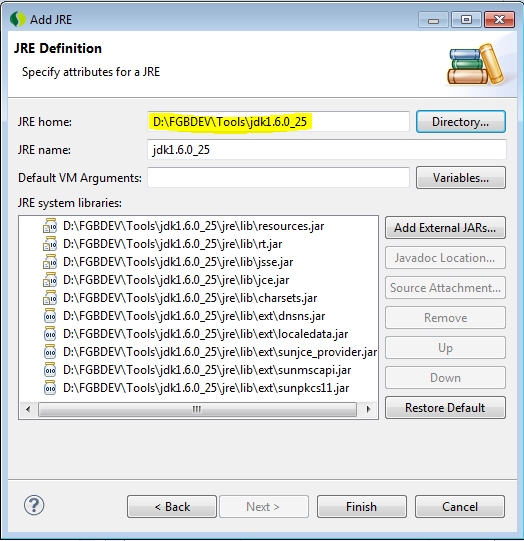 Add JRE
JRE Definition
Specify attributes for a JRE
JRE home: D:\FGBDEV\Tools\jdk1.6.0_25 Directory...
JRE name: jdk1.6.0_25
Default VM Arguments: Variables...
JRE system libraries:
D:\FGBDEV\Tools\jdk1.6.0_25\jre\lib\resources.jar
D:\FGBDEV\Tools\jdk1.6.0_25\jre\lib\rt.jar
D:\FGBDEV\Tools\jdk1.6.0_25\jre\lib\jsse.jar
D:\FGBDEV\Tools\jdk1.6.0_25\jre\lib\jce.jar
D:\FGBDEV\Tools\jdk1.6.0_25\jre\lib\charsets.jar
D:\FGBDEV\Tools\jdk1.6.0_25\jre\lib\ext\dnsns.jar
D:\FGBDEV\Tools\jdk1.6.0_25\jre\lib\ext\localedata.jar
D:\FGBDEV\Tools\jdk1.6.0_25\jre\lib\ext\sunjce_provider.jar
D:\FGBDEV\Tools\jdk1.6.0_25\jre\lib\ext\sunmscapi.jar
D:\FGBDEV\Tools\jdk1.6.0_25\jre\lib\ext\sunpkcs11.jar
Add External JARs...
Javadoc Location...
Source Attachment...
Remove
Up
Down
Restore Default
? < Back Next > Finish Cancel